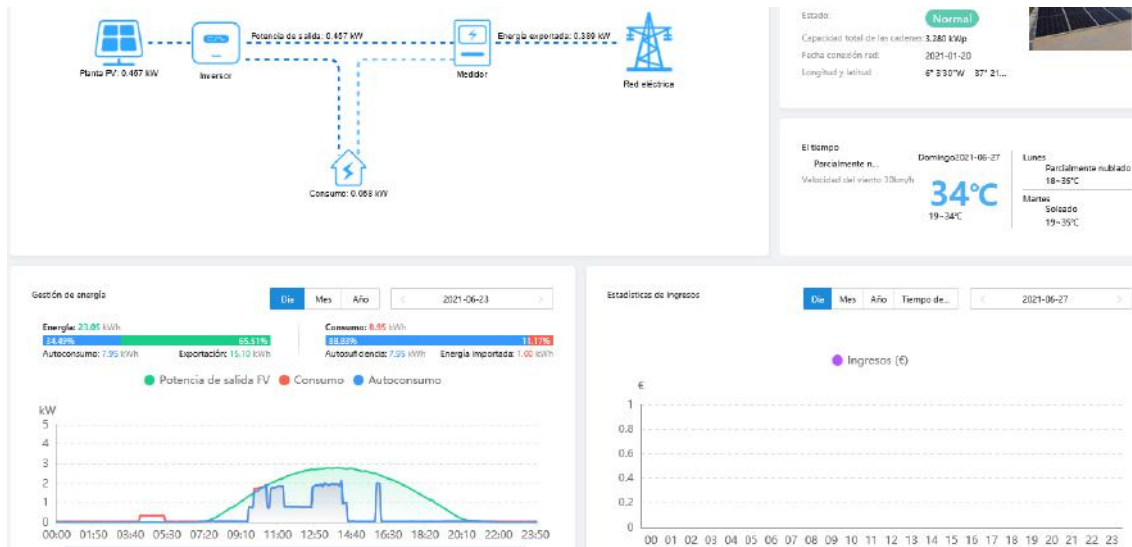 Potencia de salida: 0.457 kW
Energía exportada: 0.389 kW
Planta PV: 0.467 kW
Inversor
Medidor
Red eléctrica
Consumo: 0.068 kW
Estado:
Normal
Capacidad total de las cadenes: 3.280 kWp
Fecha conexión red:
2021-01-20
Longitud y latitud
37° 21...
El tiempo
Parcialmente n...
Velocidad del viento 30km/h
Domingo2021-06-27
34°C
19~34°C
Lunes
Parcialmente nublado
18~35°C
Martes
Soleado
19~35°C
Gestión de energía
Día Mes Año
< 2021-06-23 >
Energía: 23.05 kWh
34.49% 65.51%
Autoconsumo: 7.95 kWh Exportación: 15.10 kWh
Consumo: 8.95 kWh
88.83% 11.17%
Autosuficiencia: 7.95 kWh Energía importada: 1.00 kWh
Potencia de salida FV Consumo Autoconsumo
kW
5
4
3
2
1
0
00:00 01:50 03:40 05:30 07:20 09:10 11:00 12:50 14:40 16:30 18:20 20:10 22:00 23:50
Estadísticas de Ingresos
Día Mes Año Tiempo de...
< 2021-06-27 >
Ingresos (€)
€
1
0.8
0.6
0.4
0.2
0
00 01 02 03 04 05 06 07 08 09 10 11 12 13 14 15 16 17 18 19 20 21 22 23